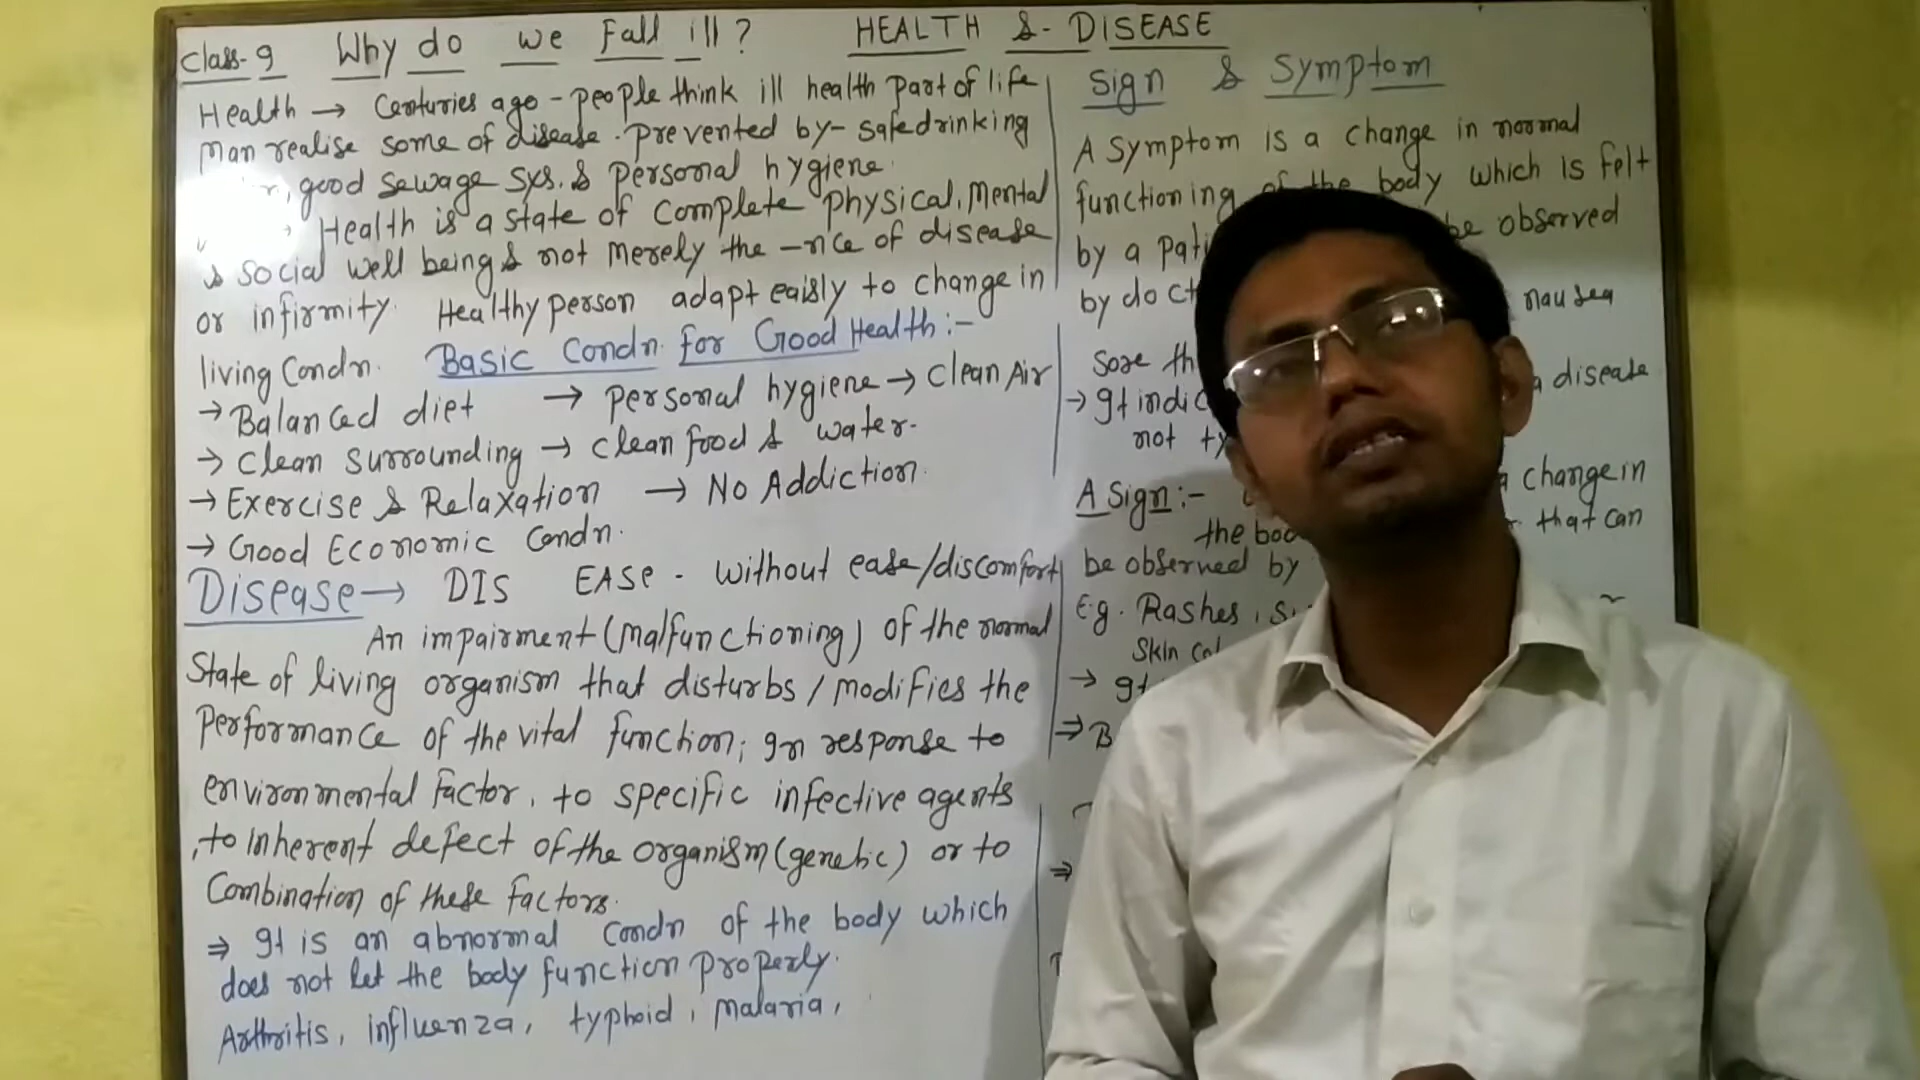 Class-9 Why do we Fall ill? HEALTH & DISEASE
Health → Centuries ago - people think ill health part of life
Man realise some of disease. prevented by- safe drinking
good sewage sys. & personal hygiene.
Health is a state of complete physical, mental
& social well being & not merely the -nce of disease
or infirmity. Healthy person adapt eaisly to change in
living Condn.
Basic Condn. for Good Health:-
→ Balanced diet → personal hygiene → Clean Air
→ Clean surrounding → clean food & water.
→ Exercise & Relaxation → No Addiction.
→ Good Economic Condn.
Disease → DIS EASE - without ease/discomfort
An impairment (malfunctioning) of the normal
State of living organism that disturbs / modifies the
Performance of the vital function; In response to
environmental factor, to specific infective agents
, to Inherent defect of the organism (genetic) or to
Combination of these factors.
⇒ It is an abnormal condn of the body which
does not let the body function properly.
Arthritis, influenza, typhoid, malaria,
Sign & Symptom
A Symptom is a change in normal
functioning of the body which is felt
by a be observed
by nausea
Sore
→ It disease
not
A Sign:- a change in
the that can
be observed by
E.g. Rashes,
Skin
→
⇒
⇒